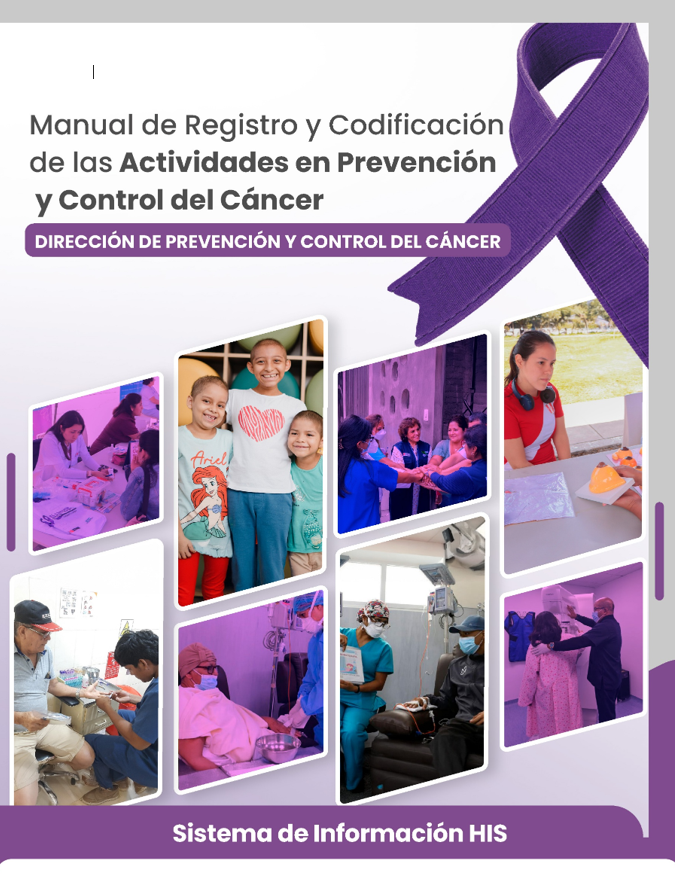 Manual de Registro y Codificación
de las Actividades en Prevención
y Control del Cáncer
DIRECCIÓN DE PREVENCIÓN Y CONTROL DEL CÁNCER
Ariel
Sistema de Información HIS